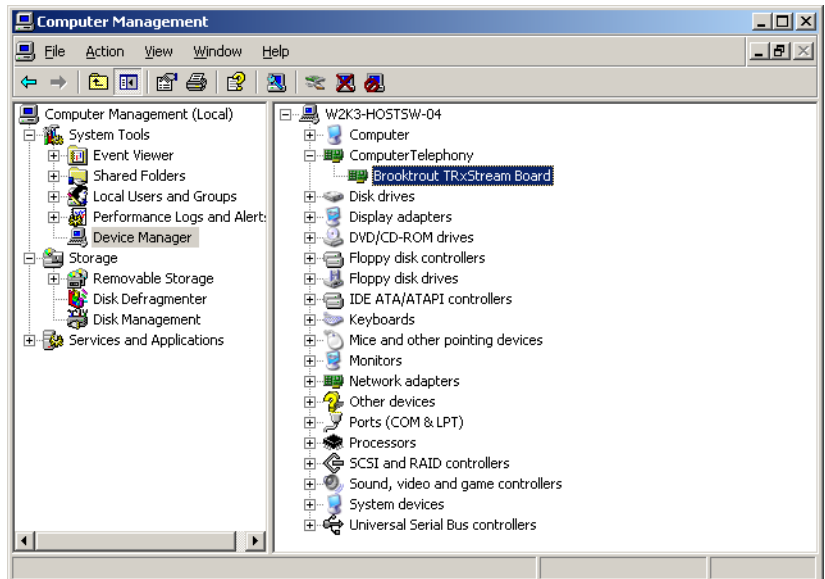 Computer Management
File Action View Window Help
Computer Management (Local)
System Tools
Event Viewer
Shared Folders
Local Users and Groups
Performance Logs and Alert
Device Manager
Storage
Removable Storage
Disk Defragmenter
Disk Management
Services and Applications
W2K3-HOSTSW-04
Computer
ComputerTelephony
Brooktrout TRxStream Board
Disk drives
Display adapters
DVD/CD-ROM drives
Floppy disk controllers
Floppy disk drives
IDE ATA/ATAPI controllers
Keyboards
Mice and other pointing devices
Monitors
Network adapters
Other devices
Ports (COM & LPT)
Processors
SCSI and RAID controllers
Sound, video and game controllers
System devices
Universal Serial Bus controllers